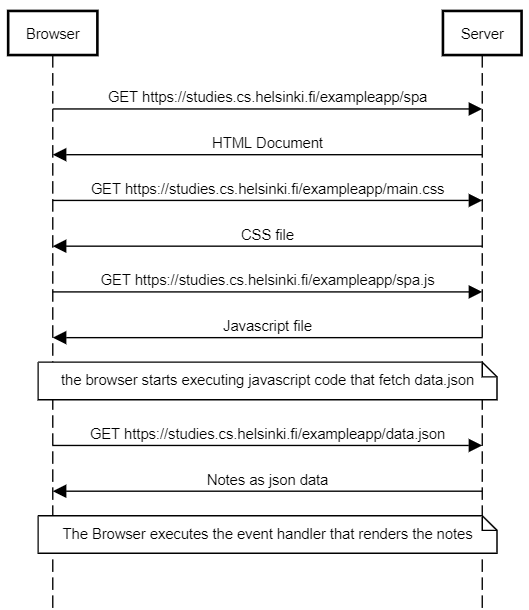 Browser
Server
GET https://studies.cs.helsinki.fi/exampleapp/spa
HTML Document
GET https://studies.cs.helsinki.fi/exampleapp/main.css
CSS file
GET https://studies.cs.helsinki.fi/exampleapp/spa.js
Javascript file
the browser starts executing javascript code that fetch data.json
GET https://studies.cs.helsinki.fi/exampleapp/data.json
Notes as json data
The Browser executes the event handler that renders the notes